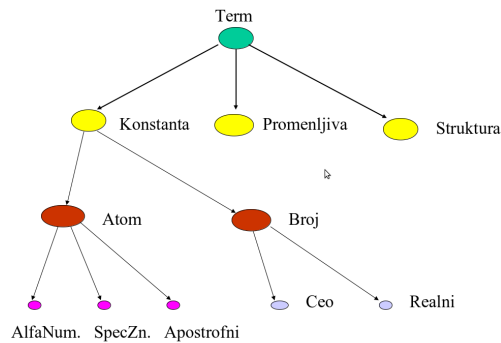 Term
Konstanta
Promenljiva
Struktura
Atom
Broj
Ceo
Realni
AlfaNum.
SpecZn.
Apostrofni